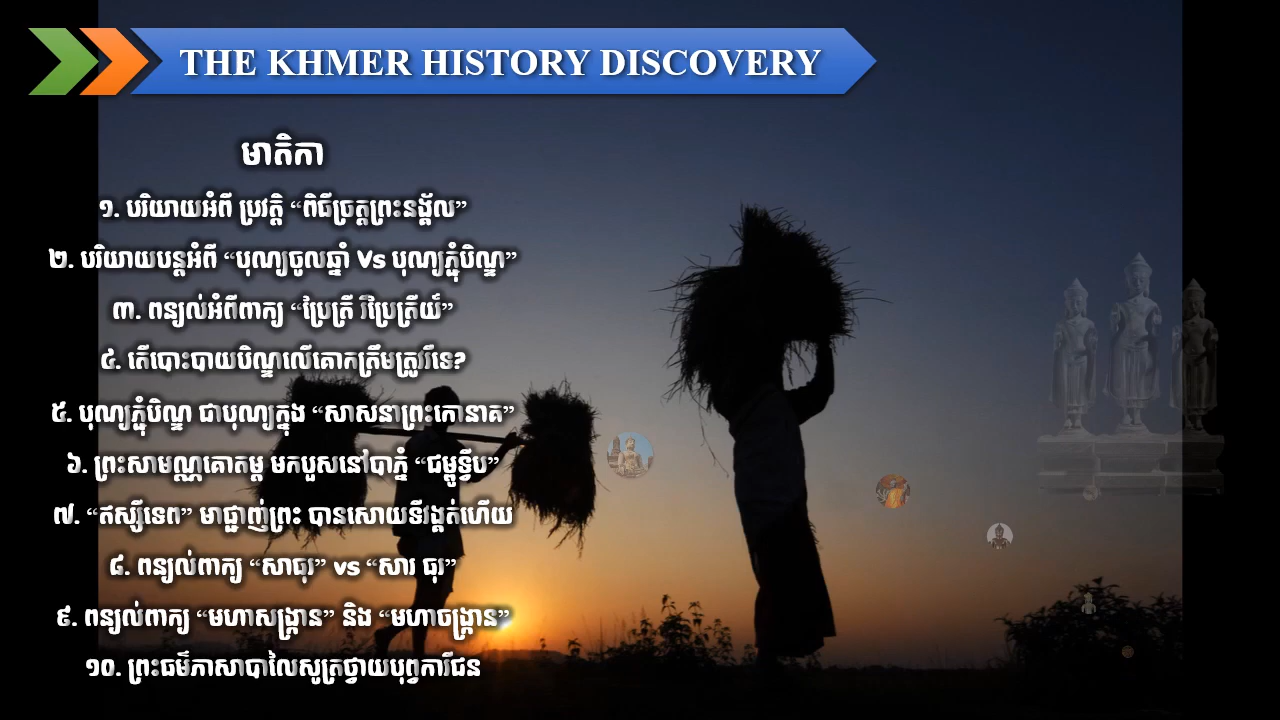 THE KHMER HISTORY DISCOVERY
មាតិកា
១. បរិយាយអំពី ប្រវត្តិ “ពិធីច្រត្តព្រះនង្គ័ល”
២. បរិយាយបន្តអំពី “បុណ្យចូលឆ្នាំ Vs បុណ្យភ្ជុំបិណ្ឌ”
៣. ពន្យល់អំពីពាក្យ “ប្រៃត្រី រឺប្រៃត្រីយ៍”
៤. តើបោះបាយបិណ្ឌលើគោកត្រឹមត្រូវរឺទេ?
៥. បុណ្យភ្ជុំបិណ្ឌ ជាបុណ្យក្នុង “សាសនាព្រះកោនាគ”
៦. ព្រះសាមណ្ណគោតម្ត មកបួសនៅបាភ្នំ “ជម្ពូទ្វីប”
៧. “ឥស្សីទេព” មាផ្ចាញ់ព្រះ បានសោយទីវង្គត់ហើយ
៨. ពន្យល់ពាក្យ “សាធុរ” vs “សារ ធុរ”
៩. ពន្យល់ពាក្យ “មហាសង្ក្រាន” និង “មហាចង្ក្រាន”
១០. ព្រះធម៌ភាសាបាលៃសូត្រថ្វាយបុព្វការីជន